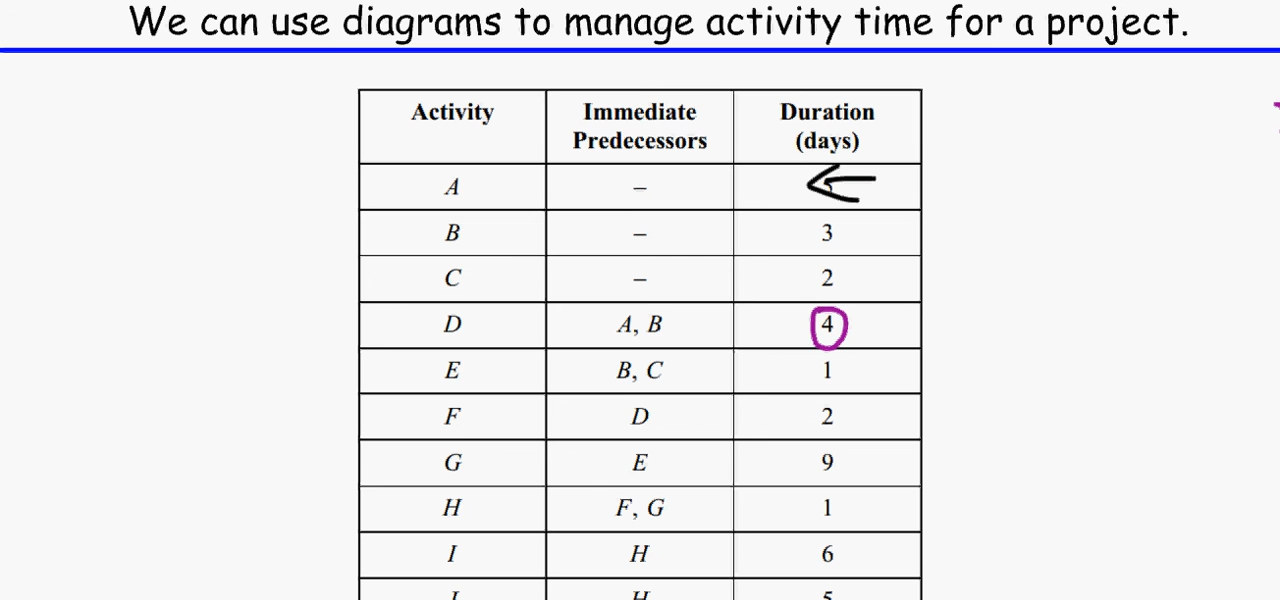 We can use diagrams to manage activity time for a project.
Activity Immediate Predecessors Duration (days)
A –
B – 3
C – 2
D A, B 4
E B, C 1
F D 2
G E 9
H F, G 1
I H 6
H 5